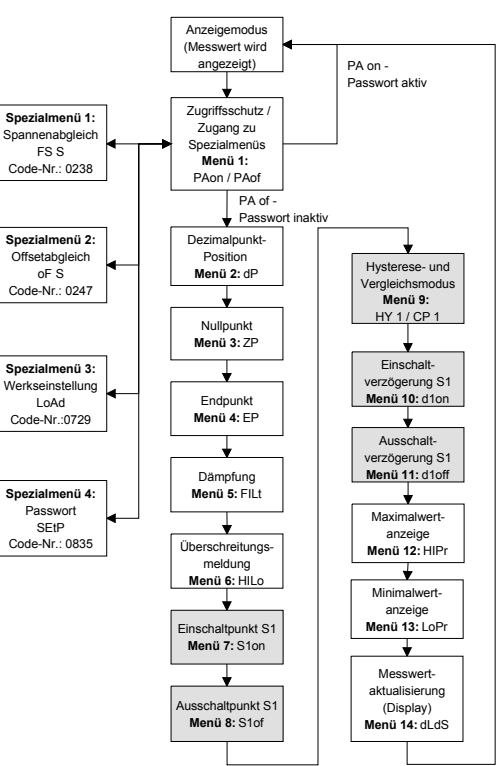 Anzeigemodus
(Messwert wird
angezeigt)
PA on -
Passwort aktiv
Zugriffsschutz /
Zugang zu
Spezialmenüs
Menü 1:
PAon / PAof
Spezialmenü 1:
Spannenabgleich
FS S
Code-Nr.: 0238
Spezialmenü 2:
Offsetabgleich
oF S
Code-Nr.: 0247
Spezialmenü 3:
Werkseinstellung
LoAd
Code-Nr.:0729
Spezialmenü 4:
Passwort
SEtP
Code-Nr.: 0835
PA of -
Passwort inaktiv
Dezimalpunkt-
Position
Menü 2: dP
Nullpunkt
Menü 3: ZP
Endpunkt
Menü 4: EP
Dämpfung
Menü 5: FILt
Überschreitungs-
meldung
Menü 6: HILo
Einschaltpunkt S1
Menü 7: S1on
Ausschaltpunkt S1
Menü 8: S1of
Hysterese- und
Vergleichsmodus
Menü 9:
HY 1 / CP 1
Einschalt-
verzögerung S1
Menü 10: d1on
Ausschalt-
verzögerung S1
Menü 11: d1off
Maximalwert-
anzeige
Menü 12: HIPr
Minimalwert-
anzeige
Menü 13: LoPr
Messwert-
aktualisierung
(Display)
Menü 14: dLdS